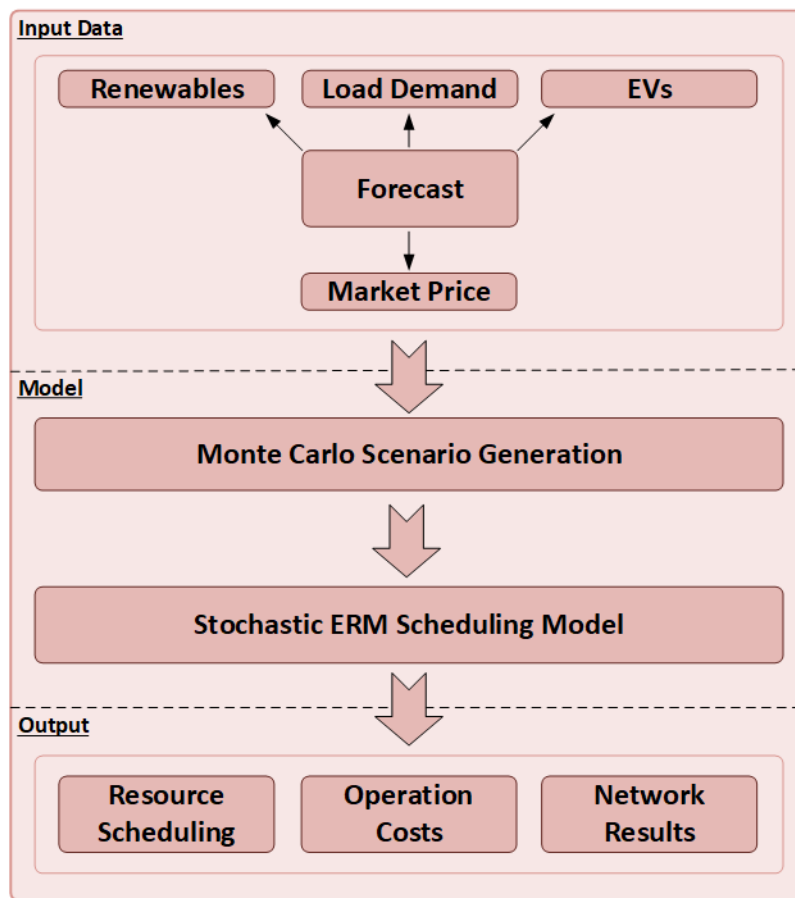 Input Data
Renewables
Load Demand
EVs
Forecast
Market Price
Model
Monte Carlo Scenario Generation
Stochastic ERM Scheduling Model
Output
Resource
Scheduling
Operation
Costs
Network
Results